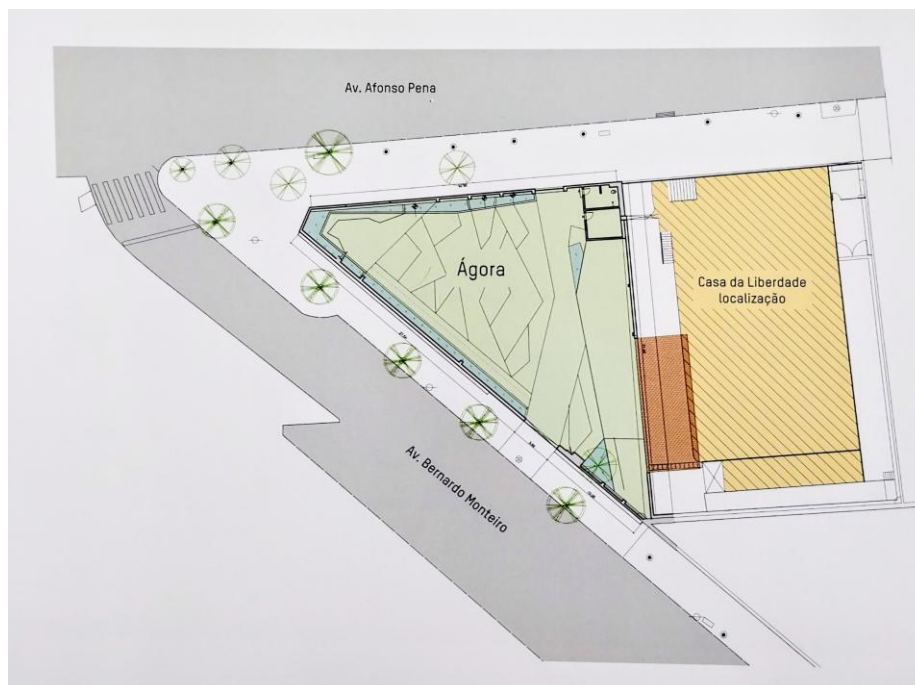 Av. Afonso Pena
Ágora
Casa da Liberdade
localização
Av. Bernardo Monteiro